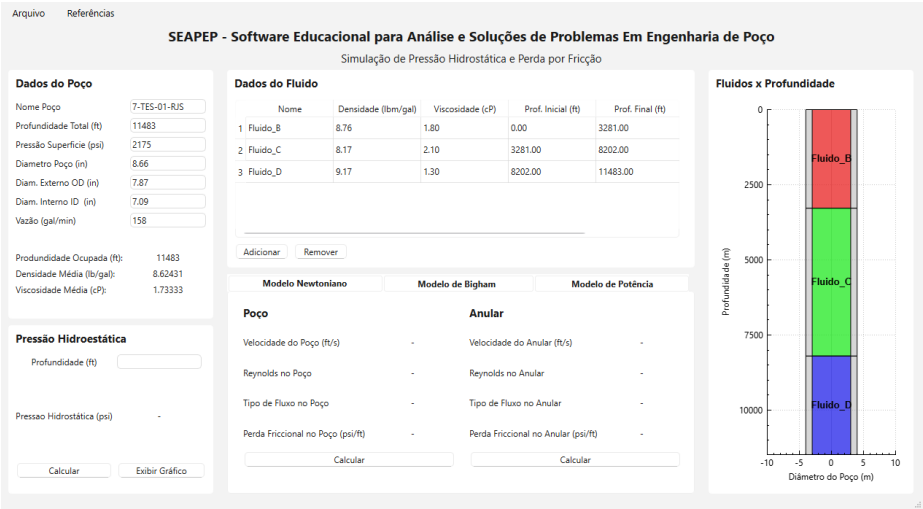 Arquivo Referências
SEAPEP - Software Educacional para Análise e Soluções de Problemas Em Engenharia de Poço
Simulação de Pressão Hidrostática e Perda por Fricção
Dados do Poço
Nome Poço 7-TES-01-RJS
Profundidade Total (ft) 11483
Pressão Superficie (psi) 2175
Diametro Poço (in) 8.66
Diam. Externo OD (in) 7.87
Diam. Interno ID (in) 7.09
Vazão (gal/min) 158
Produndidade Ocupada (ft): 11483
Densidade Média (lb/galo): 8.62431
Viscosidade Média (cP): 1.73333
Pressão Hidroestática
Profundidade (ft)
Pressao Hidrostática (psi) -
Calcular Exibir Gráfico
Dados do Fluido
Nome Densidade (lbm/gal) Viscosidade (cP) Prof. Inicial (ft) Prof. Final (ft)
1 Fluido_B 8.76 1.80 0.00 3281.00
2 Fluido_C 8.17 2.10 3281.00 8202.00
3 Fluido_D 9.17 1.30 8202.00 11483.00
Adicionar Remover
Modelo Newtoniano Modelo de Bigham Modelo de Potência
Poço Anular
Velocidade do Poço (ft/s) - Velocidade do Anular (ft/s) -
Reynolds no Poço - Reynolds no Anular -
Tipo de Fluxo no Poço - Tipo de Fluxo no Anular -
Perda Friccional no Poço (psi/ft) - Perda Friccional no Anular (psi/ft) -
Calcular Calcular
Fluidos x Profundidade
0
Fluido_B
2500
5000
Fluido_C
7500
Fluido_D
10000
Profundidade (m)
-10 -5 0 5 10
Diâmetro do Poço (m)